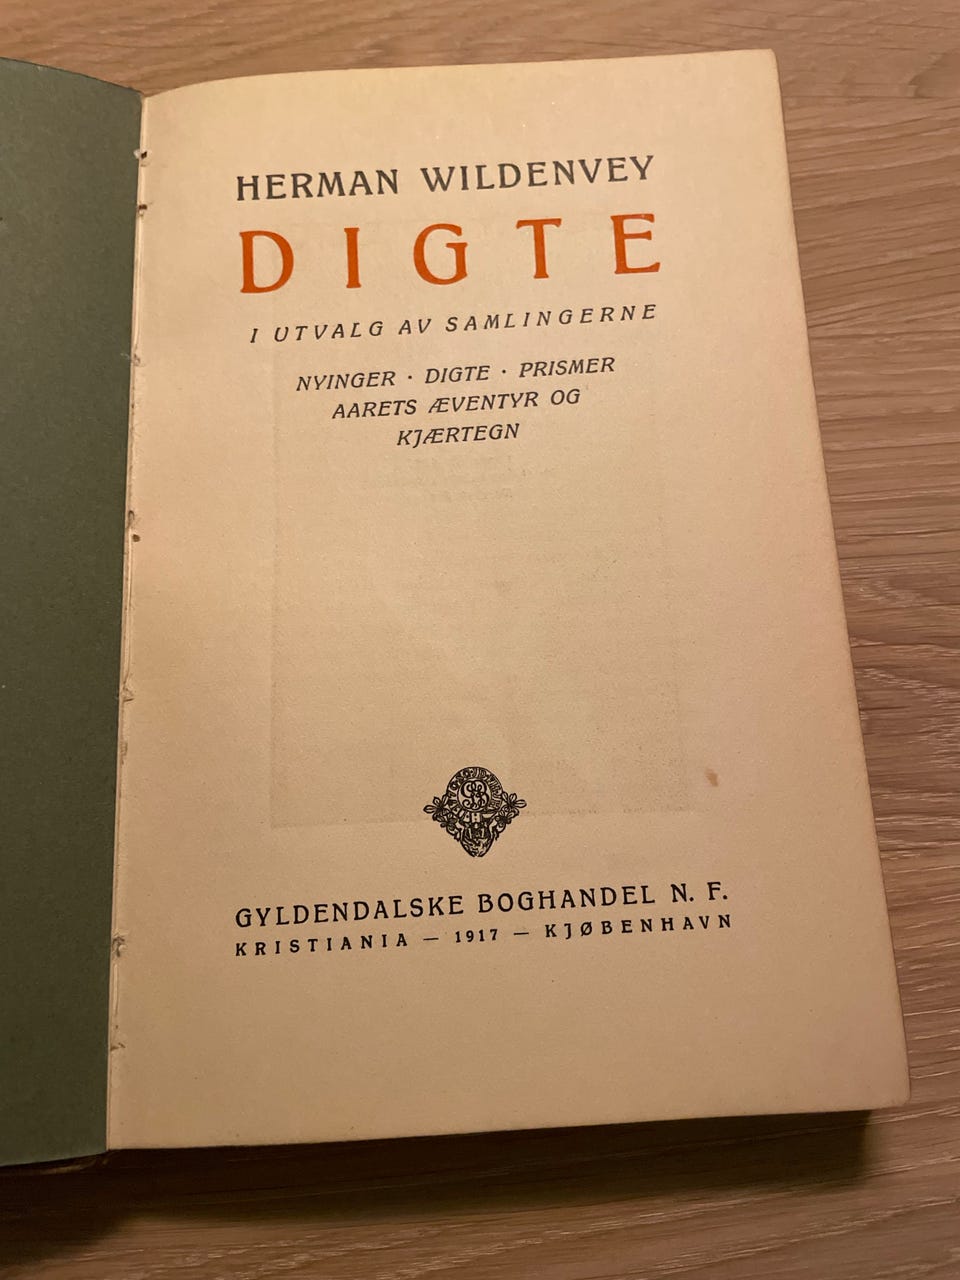 HERMAN WILDENVEY
DIGTE
I UTVALG AV SAMLINGERNE
NYINGER · DIGTE · PRISMER
AARETS ÆVENTYR OG
KJÆRTEGN
GYLDENDALSKE BOGHANDEL N. F.
KRISTIANIA — 1917 — KJØBENHAVN